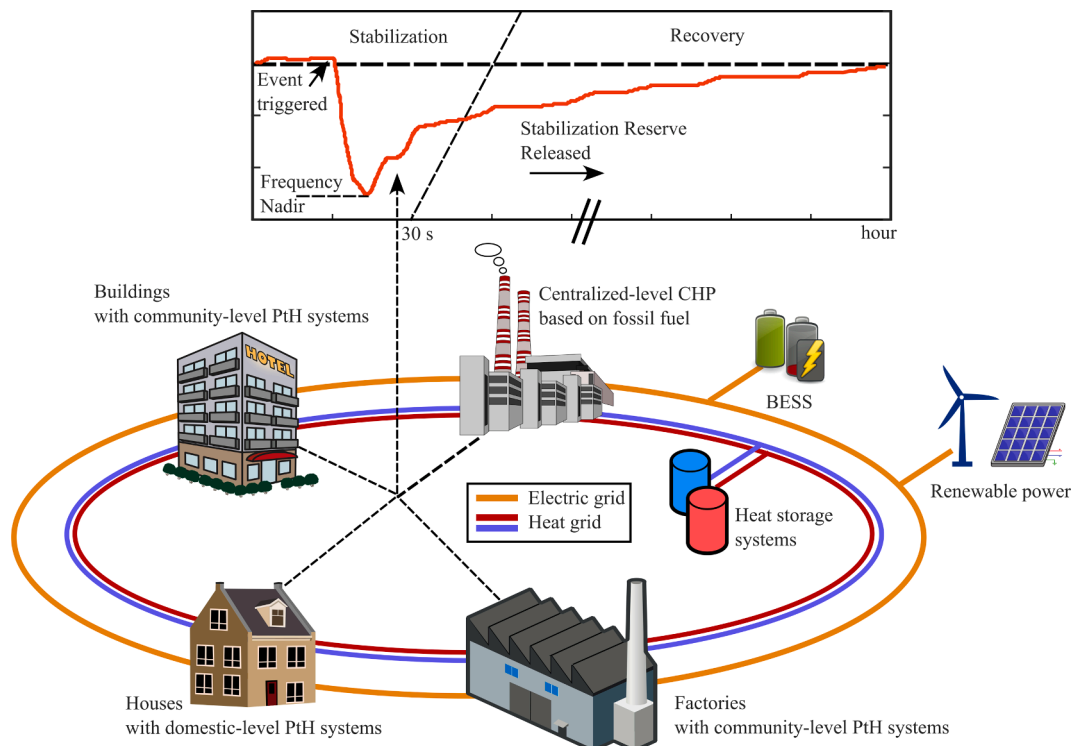 Stabilization
Recovery
Event
triggered
Stabilization Reserve
Released
Frequency
Nadir
30 s
hour
Buildings
with community-level PtH systems
Centralized-level CHP
based on fossil fuel
HOTEL
BESS
Renewable power
Electric grid
Heat grid
Heat storage
systems
Houses
with domestic-level PtH systems
Factories
with community-level PtH systems